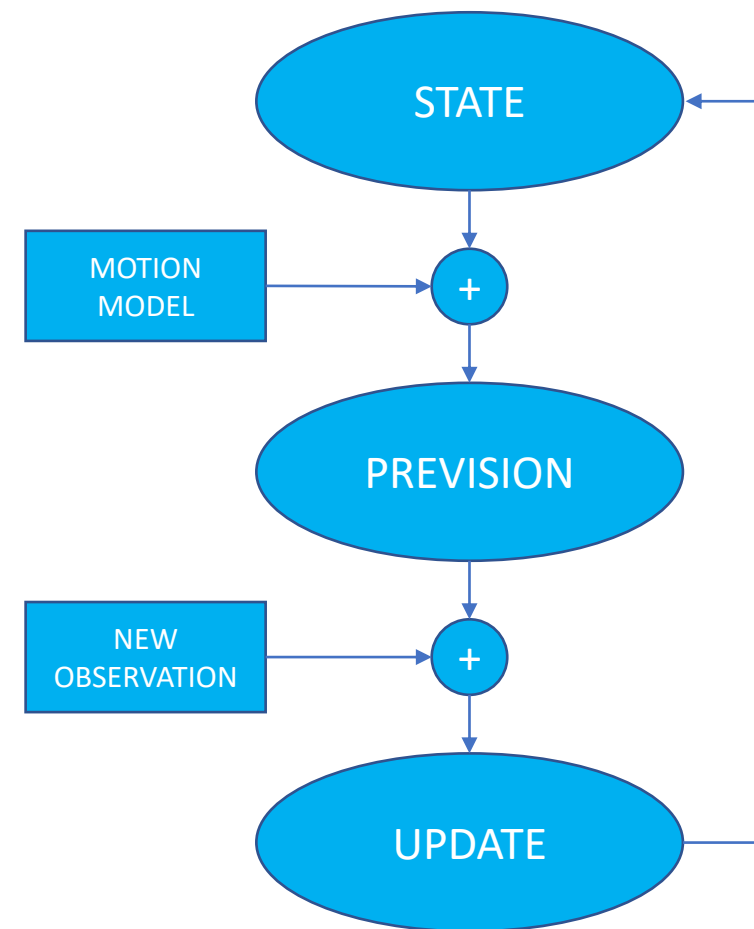 STATE
MOTION
MODEL
+
PREVISION
NEW
OBSERVATION
+
UPDATE